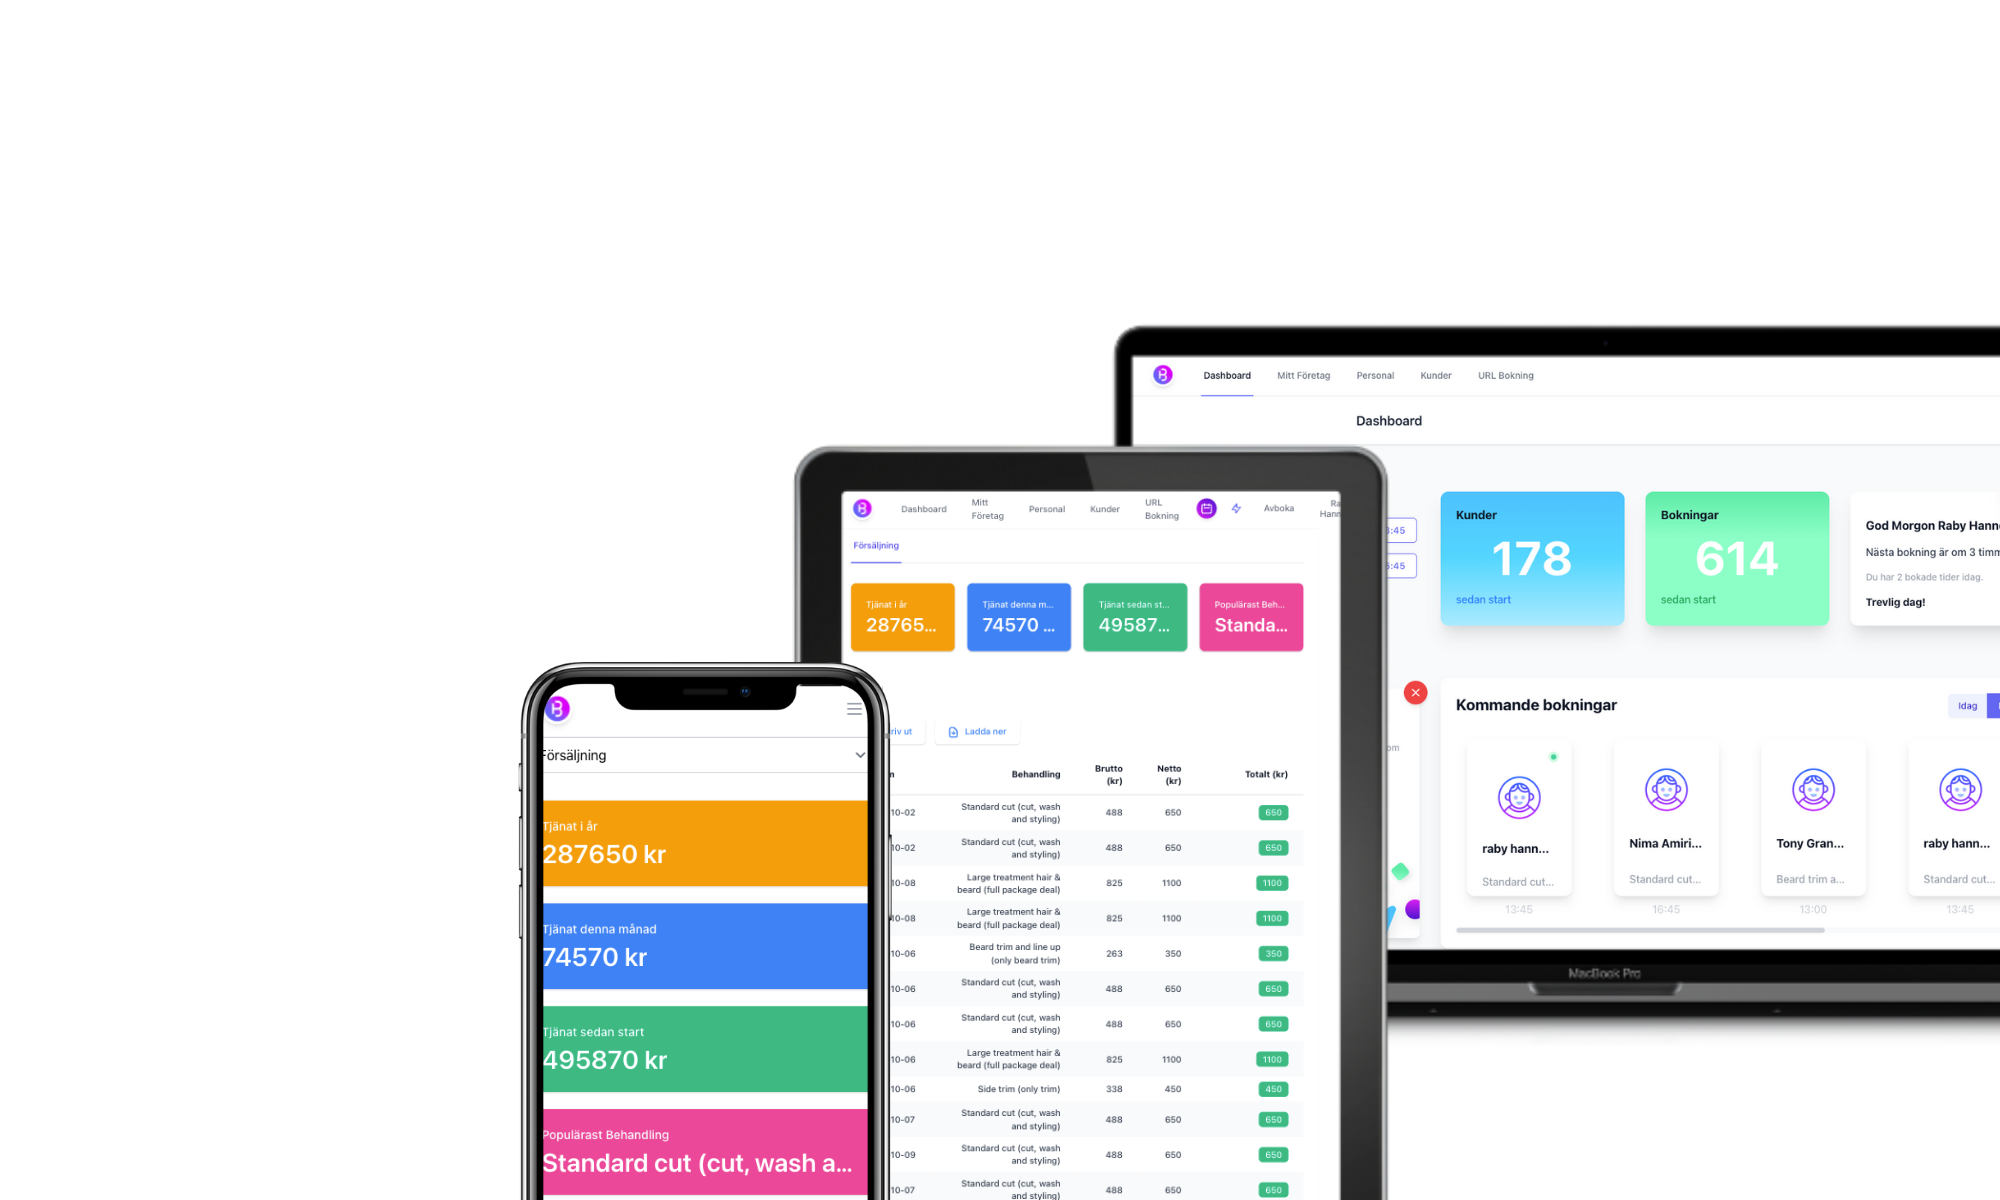 Dashboard
Mitt Företag
Personal
Kunder
URL Bokning
Dashboard
:45
:45
Kunder
178
sedan start
Bokningar
614
sedan start
God Morgon Raby Hann
Nästa bokning är om 3 timm
Du har 2 bokade tider idag.
Trevlig dag!
om
Kommande bokningar
Idag
raby hann...
Standard cut...
13:45
Nima Amiri...
Standard cut...
16:45
Tony Gran...
Beard trim a...
13:00
raby hann...
Standard cut...
13:45
MacBook Pro
Dashboard
Mitt
Företag
Personal
Kunder
URL
Bokning
Avboka
Ra
Hann
Försäljning
Tjänat i år
28765...
Tjänat denna m...
74570 ...
Tjänat sedan st...
49587...
Populärast Beh...
Standa...
riv ut
Ladda ner
n
Behandling
Brutto
(kr)
Netto
(kr)
Totalt (kr)
10-02
Standard cut (cut, wash
and styling)
488
650
650
10-02
Standard cut (cut, wash
and styling)
488
650
650
10-08
Large treatment hair &
beard (full package deal)
825
1100
1100
10-08
Large treatment hair &
beard (full package deal)
825
1100
1100
10-06
Beard trim and line up
(only beard trim)
263
350
350
10-06
Standard cut (cut, wash
and styling)
488
650
650
10-06
Standard cut (cut, wash
and styling)
488
650
650
10-06
Large treatment hair &
beard (full package deal)
825
1100
1100
10-06
Side trim (only trim)
338
450
450
10-07
Standard cut (cut, wash
and styling)
488
650
650
10-09
Standard cut (cut, wash
and styling)
488
650
650
10-07
Standard cut (cut, wash
and styling)
488
650
650
Försäljning
Tjänat i år
287650 kr
Tjänat denna månad
74570 kr
Tjänat sedan start
495870 kr
Populärast Behandling
Standard cut (cut, wash a...